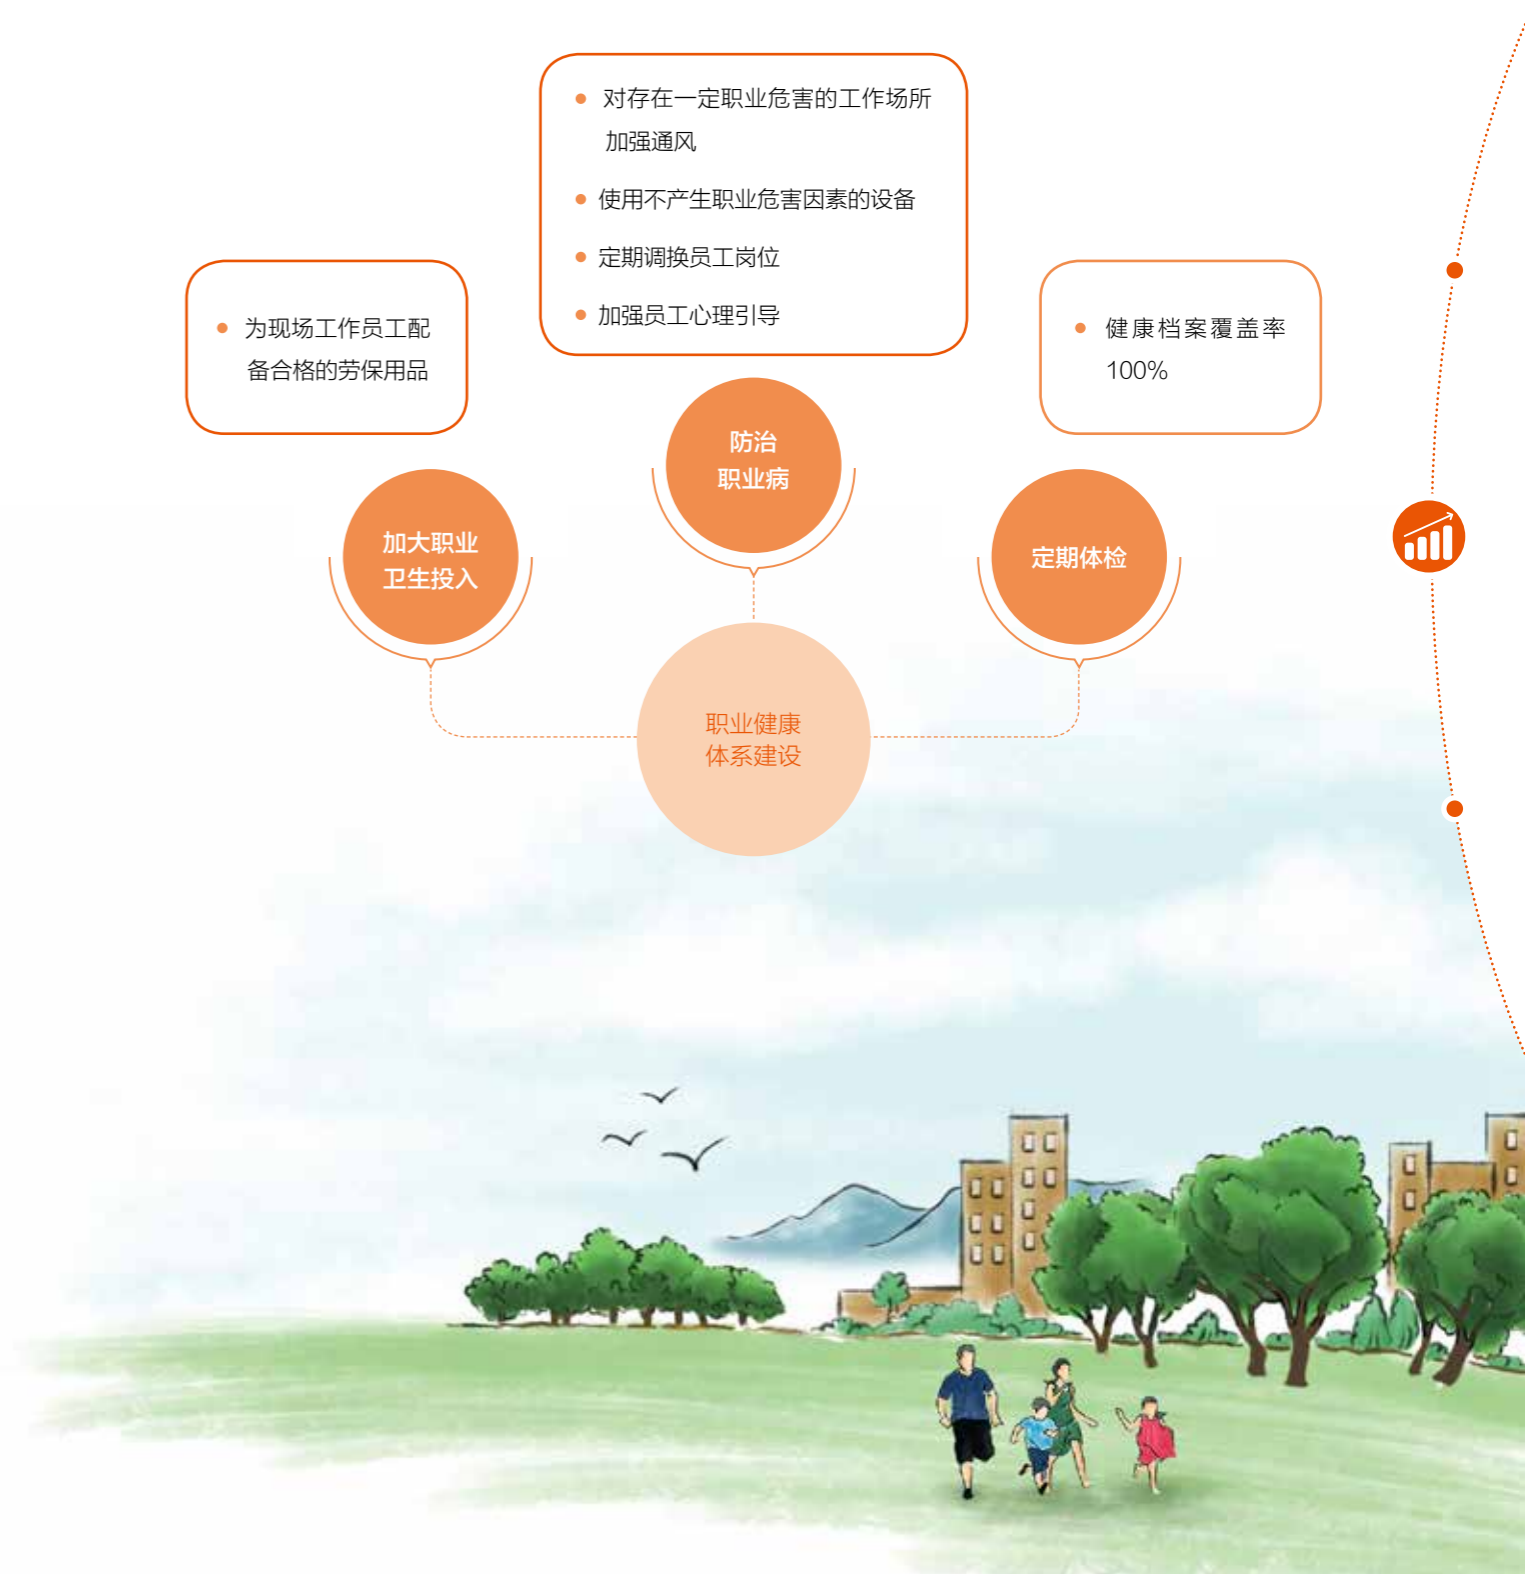 对存在一定职业危害的工作场所
加强通风
使用不产生职业危害因素的设备
定期调换员工岗位
加强员工心理引导
为现场工作员工配
备合格的劳保用品
健康档案覆盖率
100%
防治
职业病
加大职业
卫生投入
定期体检
职业健康
体系建设